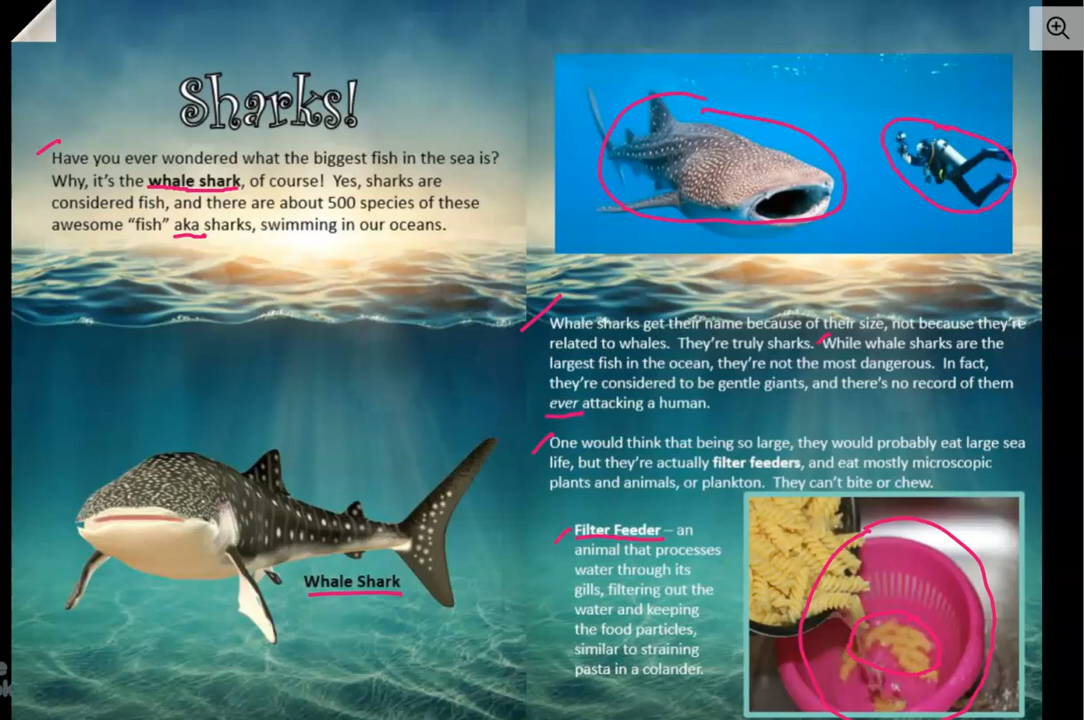 Sharks!
Have you ever wondered what the biggest fish in the sea is?
Why, it's the whale shark, of course! Yes, sharks are
considered fish, and there are about 500 species of these
awesome "fish" aka sharks, swimming in our oceans.
Whale Shark
Whale sharks get their name because of their size, not because they're
related to whales. They're truly sharks. While whale sharks are the
largest fish in the ocean, they're not the most dangerous. In fact,
they're considered to be gentle giants, and there's no record of them
ever attacking a human.
One would think that being so large, they would probably eat large sea
life, but they're actually filter feeders, and eat mostly microscopic
plants and animals, or plankton. They can't bite or chew.
Filter Feeder – an
animal that processes
water through its
gills, filtering out the
water and keeping
the food particles,
similar to straining
pasta in a colander.